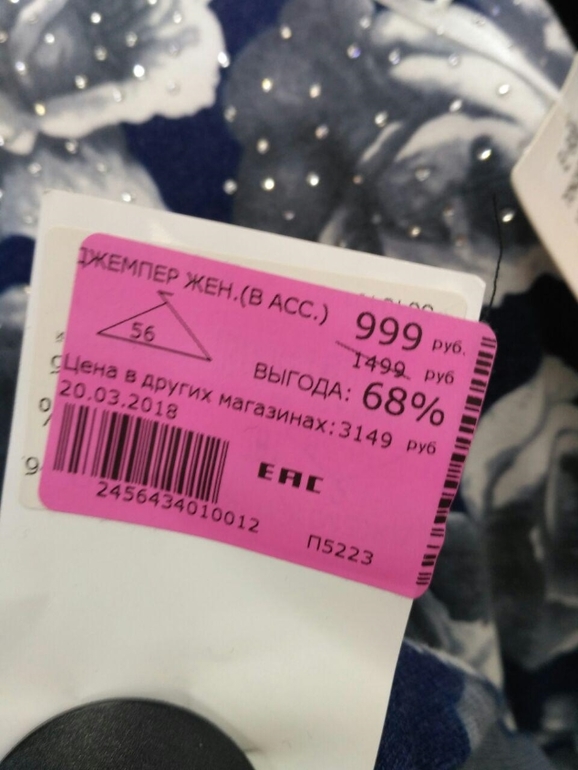 ДЖЕМПЕР ЖЕН.(В АСС.)
999 руб.
56
1499 руб
ВЫГОДА: 68%
Цена в других магазинах:3149 руб
20.03.2018
EAC
2456434010012
П5223